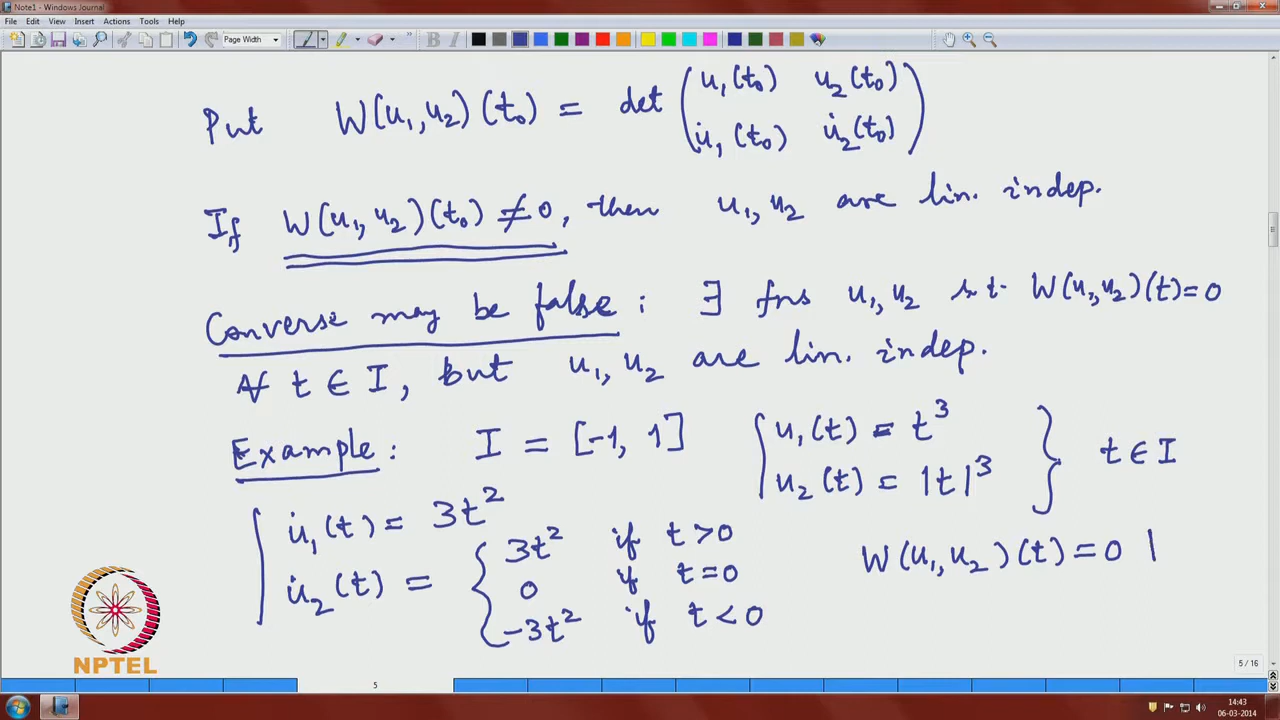 Note1 - Windows Journal
File Edit View Insert Actions Tools Help
Page Width
B I
Put W(u₁,u₂)(t₀) = det ( u₁(t₀) u₂(t₀)
u̇₁(t₀) u̇₂(t₀) )
If W(u₁,u₂)(t₀) ≠ 0, then u₁,u₂ are lin. indep.
Converse may be false : ∃ fns u₁,u₂ s.t. W(u₁,u₂)(t)=0
∀ t ∈ I, but u₁, u₂ are lin. indep.
Example : I = [-1, 1] { u₁(t) = t³
u₂(t) = |t|³ } t ∈ I
{ u̇₁(t) = 3t²
u̇₂(t) = { 3t² if t>0
0 if t=0
-3t² if t<0
W(u₁,u₂)(t)=0 |
NPTEL
5 / 16
5
14:43
06-03-2014